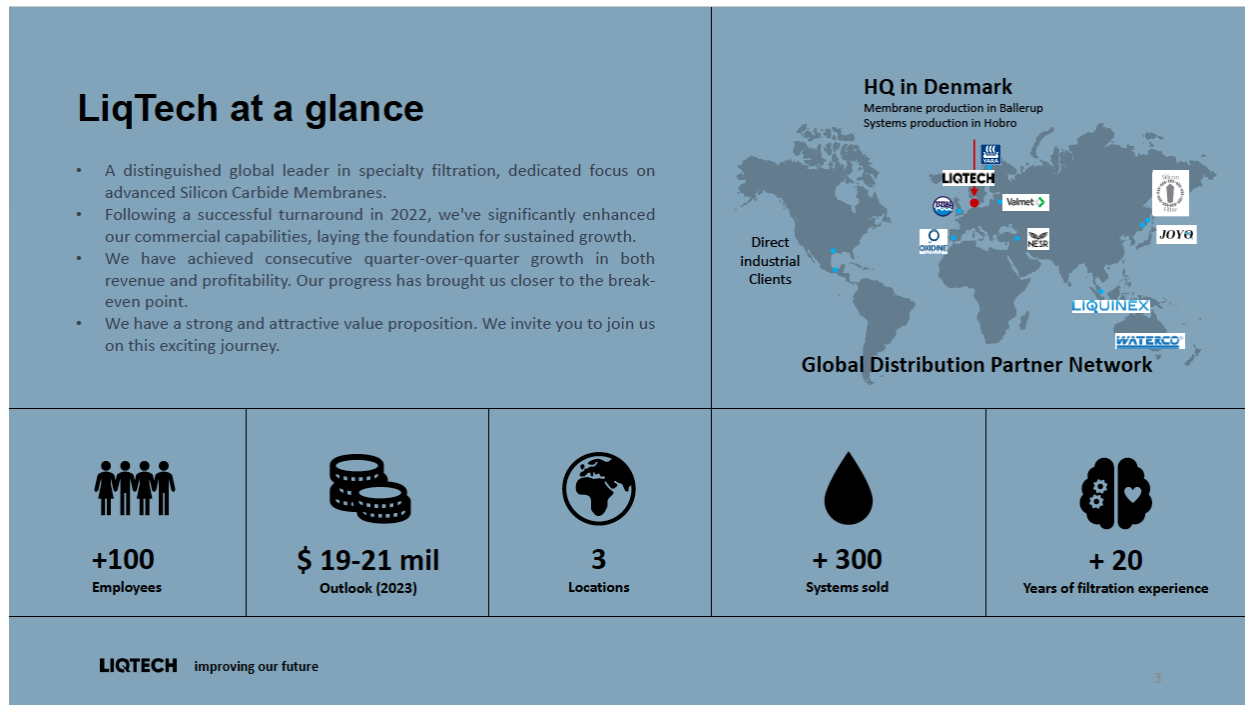 LiqTech at a glance
• A distinguished global leader in specialty filtration, dedicated focus on
advanced Silicon Carbide Membranes.
• Following a successful turnaround in 2022, we've significantly enhanced
our commercial capabilities, laying the foundation for sustained growth.
• We have achieved consecutive quarter-over-quarter growth in both
revenue and profitability. Our progress has brought us closer to the break-
even point.
• We have a strong and attractive value proposition. We invite you to join us
on this exciting journey.
HQ in Denmark
Membrane production in Ballerup
Systems production in Hobro
YARA
LIQTECH
Valmet
OXIDINE
NESR
Silicon
Filter
JOYO
Direct
industrial
Clients
LIQUINEX
WATERCO
Global Distribution Partner Network
+100
Employees
$ 19-21 mil
Outlook (2023)
3
Locations
+ 300
Systems sold
+ 20
Years of filtration experience
LIQTECH improving our future
3